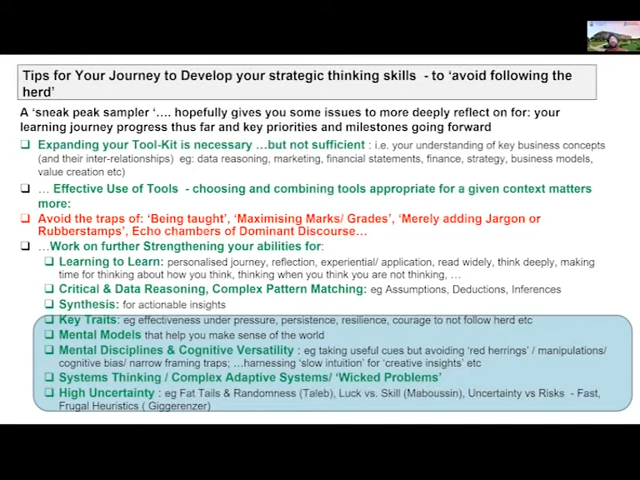 Tips for Your Journey to Develop your strategic thinking skills - to 'avoid following the
herd'
A 'sneak peak sampler '.... hopefully gives you some issues to more deeply reflect on for: your
learning journey progress thus far and key priorities and milestones going forward
Expanding your Tool-Kit is necessary ...but not sufficient : i.e. your understanding of key business concepts
(and their inter-relationships) eg: data reasoning, marketing, financial statements, finance, strategy, business models,
value creation etc)
... Effective Use of Tools - choosing and combining tools appropriate for a given context matters
more:
Avoid the traps of: 'Being taught', 'Maximising Marks/ Grades', 'Merely adding Jargon or
Rubberstamps', Echo chambers of Dominant Discourse...
...Work on further Strengthening your abilities for:
Learning to Learn: personalised journey, reflection, experiential/ application, read widely, think deeply, making
time for thinking about how you think, thinking when you think you are not thinking, ...
Critical & Data Reasoning, Complex Pattern Matching: eg Assumptions, Deductions, Inferences
Synthesis: for actionable insights
Key Traits: eg effectiveness under pressure, persistence, resilience, courage to not follow herd etc
Mental Models that help you make sense of the world
Mental Disciplines & Cognitive Versatility : eg taking useful cues but avoiding 'red herrings' / manipulations/
cognitive bias/ narrow framing traps; ...harnessing 'slow intuition' for 'creative insights' etc
Systems Thinking / Complex Adaptive Systems/ 'Wicked Problems'
High Uncertainty : eg Fat Tails & Randomness (Taleb), Luck vs. Skill (Maboussin), Uncertainty vs Risks - Fast,
Frugal Heuristics ( Giggerenzer)